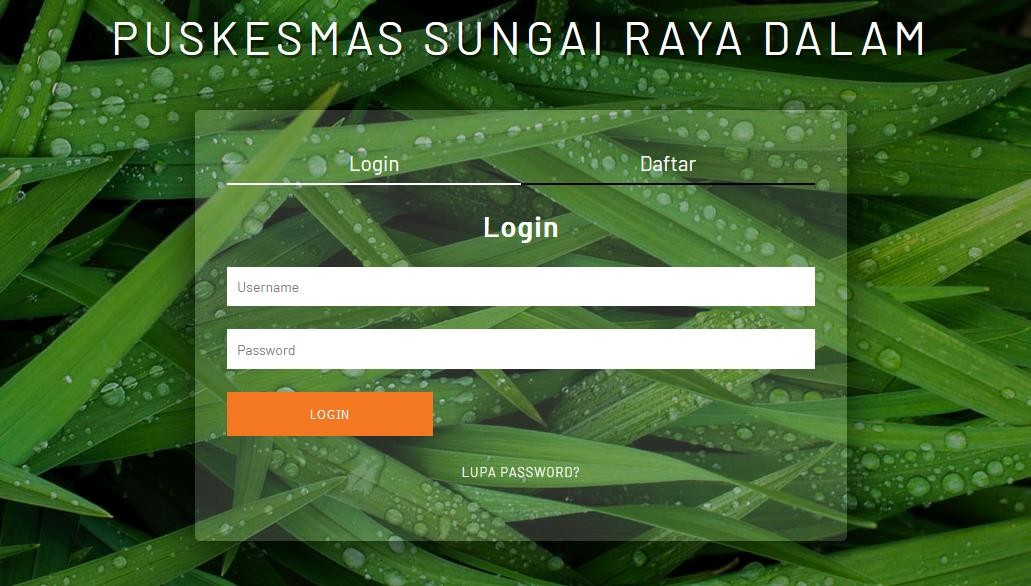 PUSKESMAS SUNGAI RAYA DALAM
Login
Daftar
Login
Username
Password
LOGIN
LUPA PASSWORD?